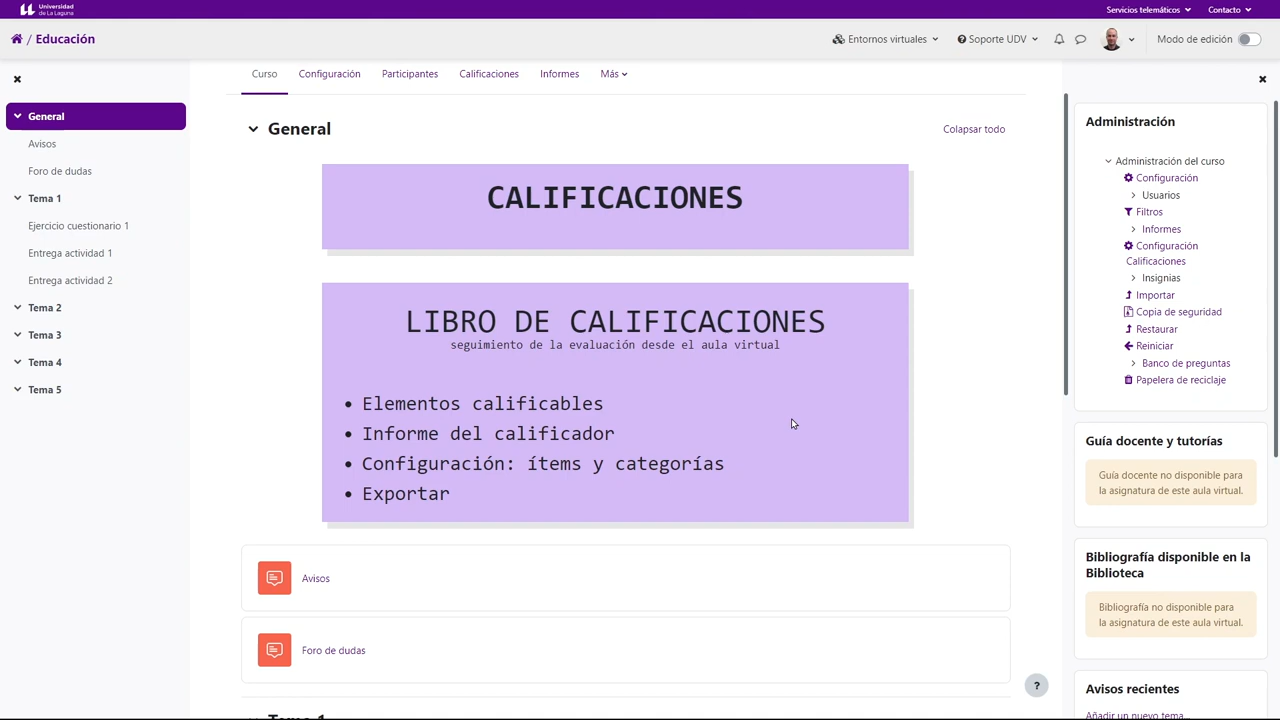 Universidad
de La Laguna
Servicios telemáticos
Contacto
/ Educación
Entornos virtuales
Soporte UDV
Modo de edición
General
Avisos
Foro de dudas
Tema 1
Ejercicio cuestionario 1
Entrega actividad 1
Entrega actividad 2
Tema 2
Tema 3
Tema 4
Tema 5
Curso
Configuración
Participantes
Calificaciones
Informes
Más
General
Colapsar todo
CALIFICACIONES
LIBRO DE CALIFICACIONES
seguimiento de la evaluación desde el aula virtual
• Elementos calificables
• Informe del calificador
• Configuración: ítems y categorías
• Exportar
Avisos
Foro de dudas
Tema 1
?
Administración
Administración del curso
Configuración
Usuarios
Filtros
Informes
Configuración
Calificaciones
Insignias
Importar
Copia de seguridad
Restaurar
Reiniciar
Banco de preguntas
Papelera de reciclaje
Guía docente y tutorías
Guía docente no disponible para
la asignatura de este aula virtual.
Bibliografía disponible en la
Biblioteca
Bibliografía no disponible para
la asignatura de este aula virtual.
Avisos recientes
Añadir un nuevo tema...